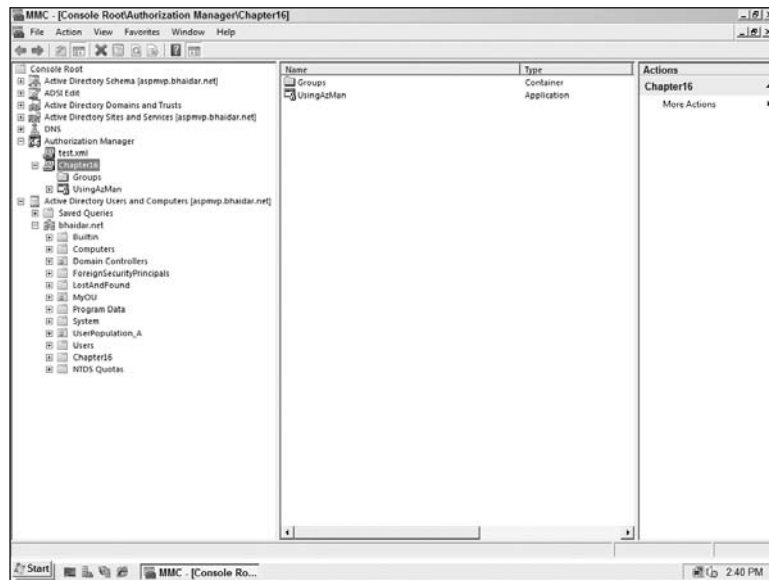 MMC - [Console Root\Authorization Manager\Chapter16]
File Action View Favorites Window Help
Console Root
Active Directory Schema [aspmvp.bhaidar.net]
ADSI Edit
Active Directory Domains and Trusts
Active Directory Sites and Services [aspmvp.bhaidar.net]
DNS
Authorization Manager
test.xml
Chapter16
Groups
UsingAzMan
Active Directory Users and Computers [aspmvp.bhaidar.net]
Saved Queries
bhaidar.net
Builtin
Computers
Domain Controllers
ForeignSecurityPrincipals
LostAndFound
MyOU
Program Data
System
UserPopulation_A
Users
Chapter16
NTDS Quotas
Name Type
Groups Container
UsingAzMan Application
Actions
Chapter16
More Actions
Start MMC - [Console Ro... 2:40 PM